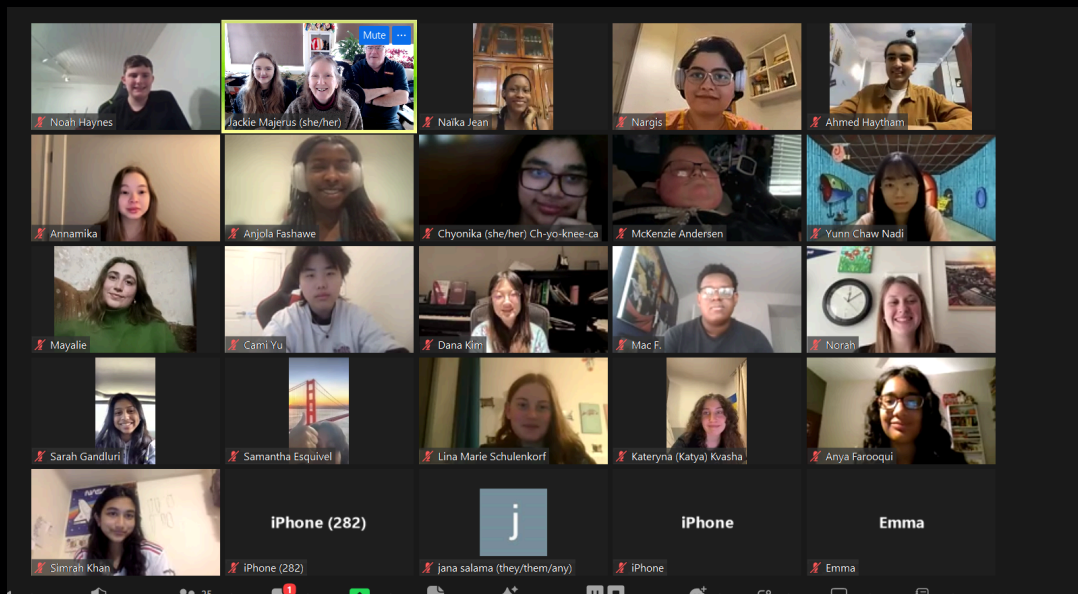 Mute ...
Noah Haynes
Jackie Majerus (she/her)
Naïka Jean
Nargis
Ahmed Haytham
Annamika
Anjola Fashawe
Chyonika (she/her) Ch-yo-knee-ca
McKenzie Andersen
Yunn Chaw Nadi
Mayalie
Cami Yu
Dana Kim
Mac F.
Norah
Sarah Gandluri
Samantha Esquivel
Lina Marie Schulenkorf
Kateryna (Katya) Kvasha
Anya Farooqui
NASA
Simrah Khan
iPhone (282)
iPhone (282)
j
jana salama (they/them/any)
iPhone
iPhone
Emma
Emma
1